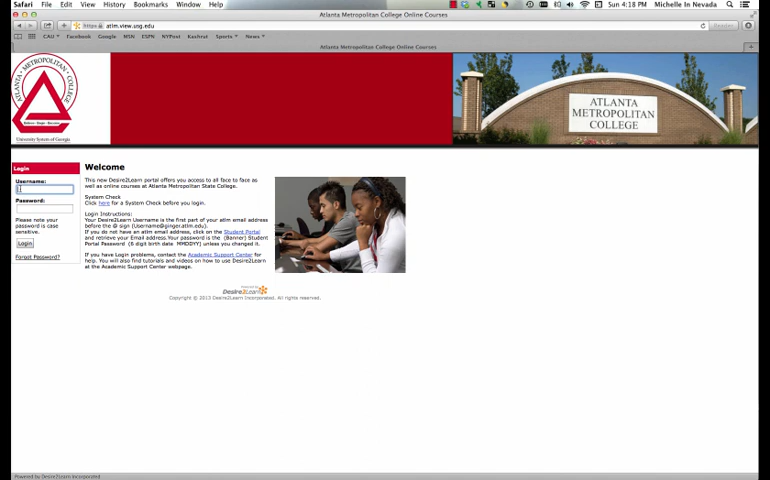 Safari File Edit View History Bookmarks Window Help
Sun 4:18 PM Michelle In Nevada
Atlanta Metropolitan College Online Courses
https atlm.view.usg.edu
Reader
CAU Facebook Google MSN ESPN NYPost Kashrut Sports News
Atlanta Metropolitan College Online Courses
ATLANTA METROPOLITAN COLLEGE
University System of Georgia
ATLANTA
METROPOLITAN
COLLEGE
Login
Username:
Password:
Please note your
password is case
sensitive.
Login
Forgot Password?
Welcome
This new Desire2Learn portal offers you access to all face to face as
well as online courses at Atlanta Metropolitan State College.
System Check
Click here for a System Check before you login.
Login Instructions:
Your Desire2Learn Username is the first part of your atlm email address
before the @ sign (Username@ginger.atlm.edu).
If you do not have an atlm email address, click on the Student Portal
and retrieve your Email address.Your password is the (Banner) Student
Portal Password (6 digit birth date MMDDYY) unless you changed it.
If you have Login problems, contact the Academic Support Center for
help. You will also find tutorials and videos on how to use Desire2Learn
at the Academic Support Center webpage.
Powered by
Desire2Learn
Copyright © 2013 Desire2Learn Incorporated. All rights reserved.
Powered by Desire2Learn Incorporated.